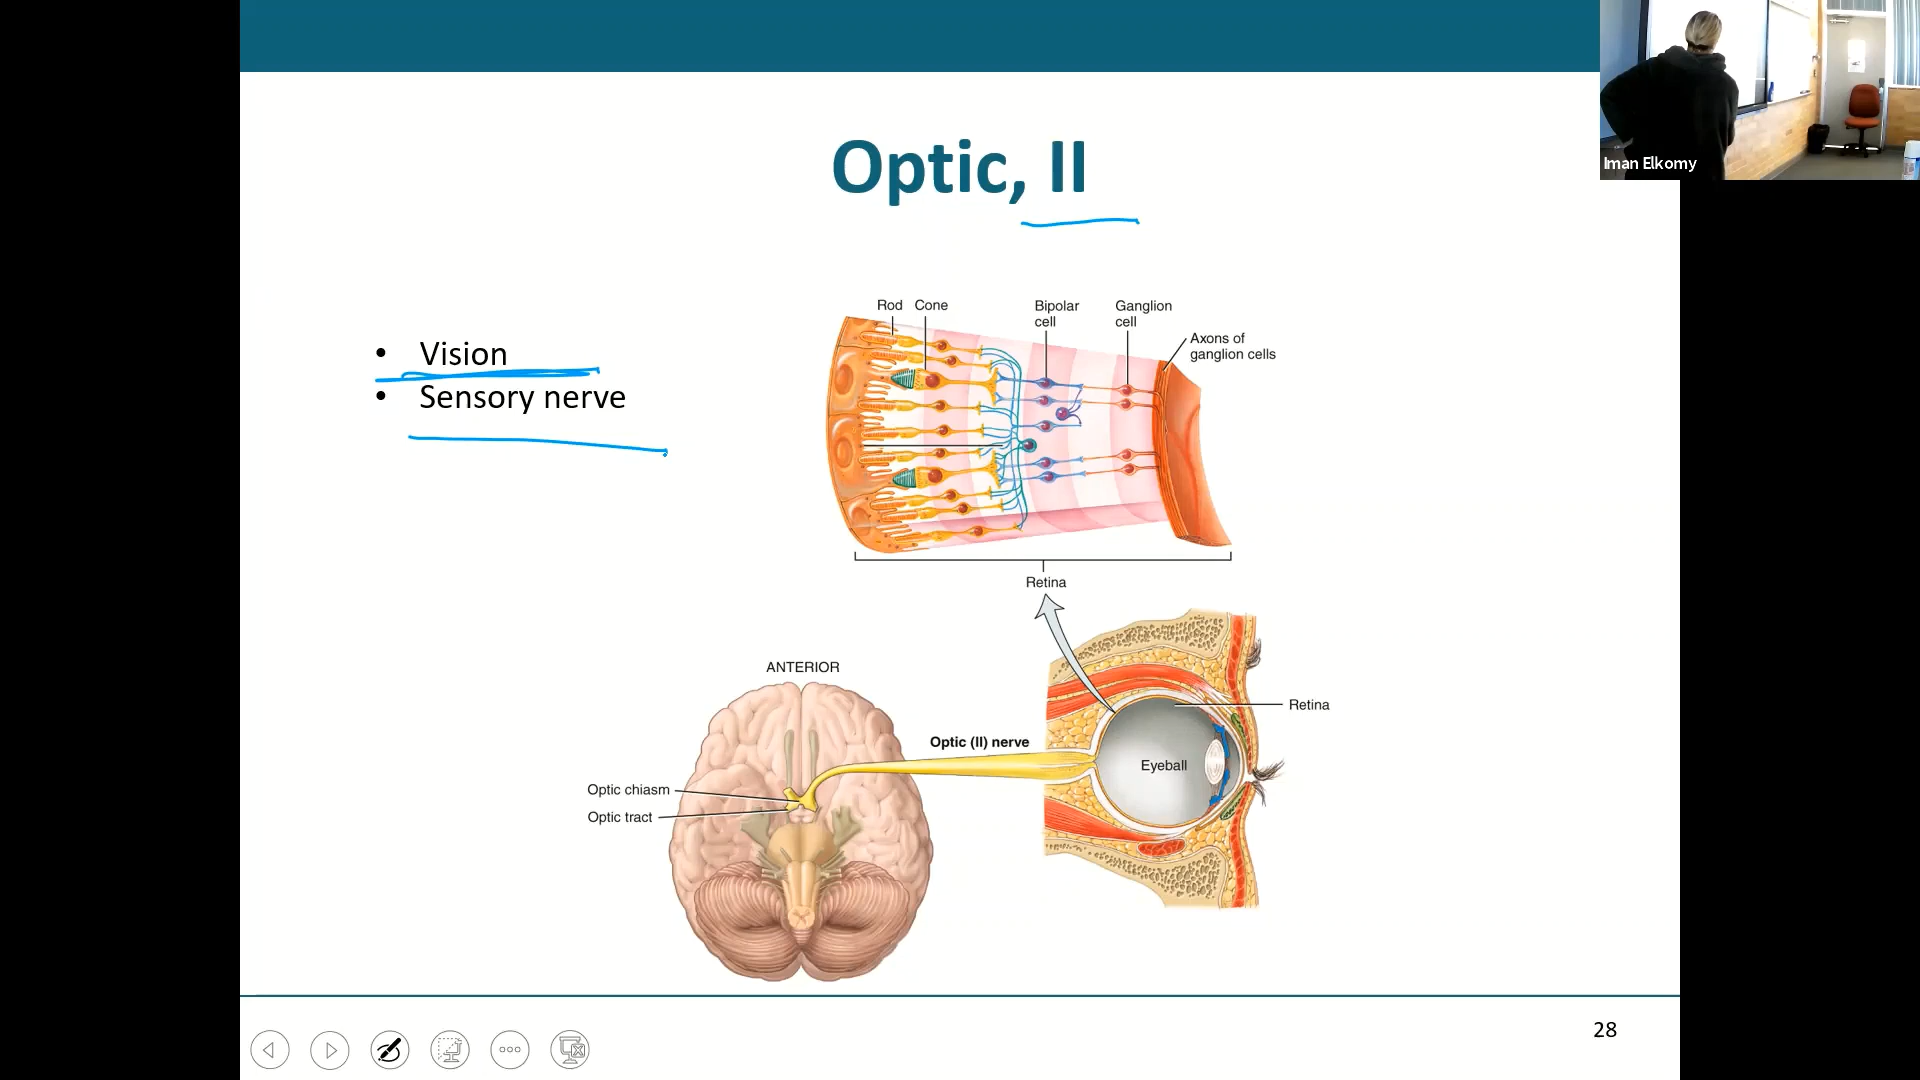 Iman Elkomy
Optic, II
• Vision
• Sensory nerve
Rod Cone
Bipolar
cell
Ganglion
cell
Axons of
ganglion cells
Retina
ANTERIOR
Retina
Optic (II) nerve
Eyeball
Optic chiasm
Optic tract
28